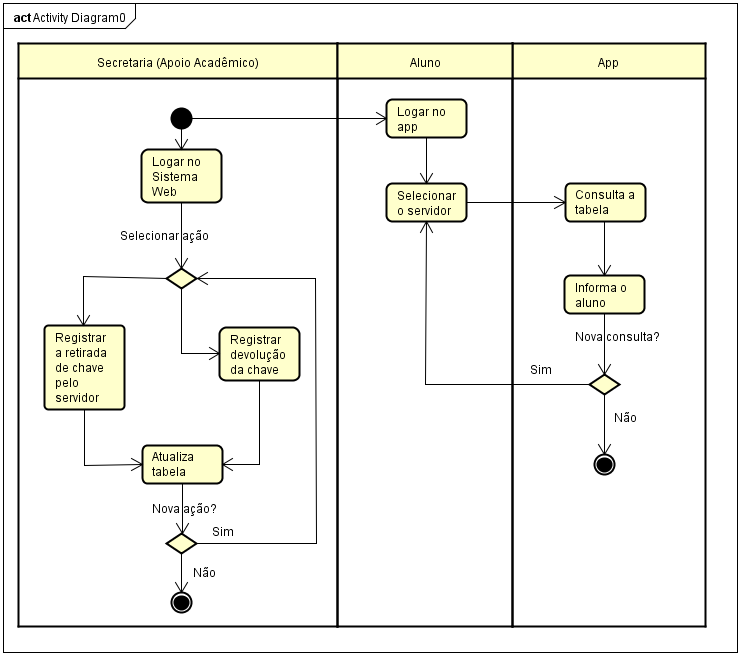 act Activity Diagram0
Secretaria (Apoio Acadêmico)
Aluno
App
Logar no
Sistema
Web
Selecionar ação
Registrar
a retirada
de chave
pelo
servidor
Registrar
devolução
da chave
Atualiza
tabela
Nova ação?
Sim
Não
Logar no
app
Selecionar
o servidor
Consulta a
tabela
Informa o
aluno
Nova consulta?
Sim
Não